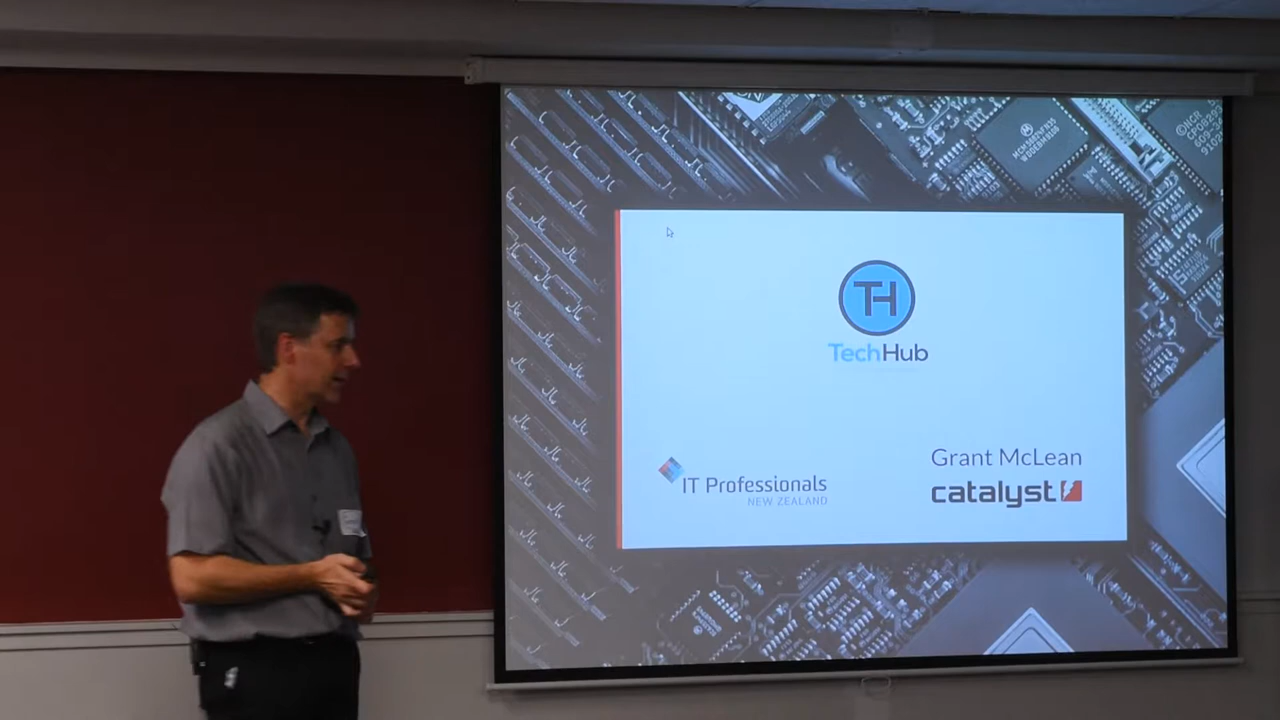 TH
TechHub
IT Professionals
NEW ZEALAND
Grant McLean
catalyst